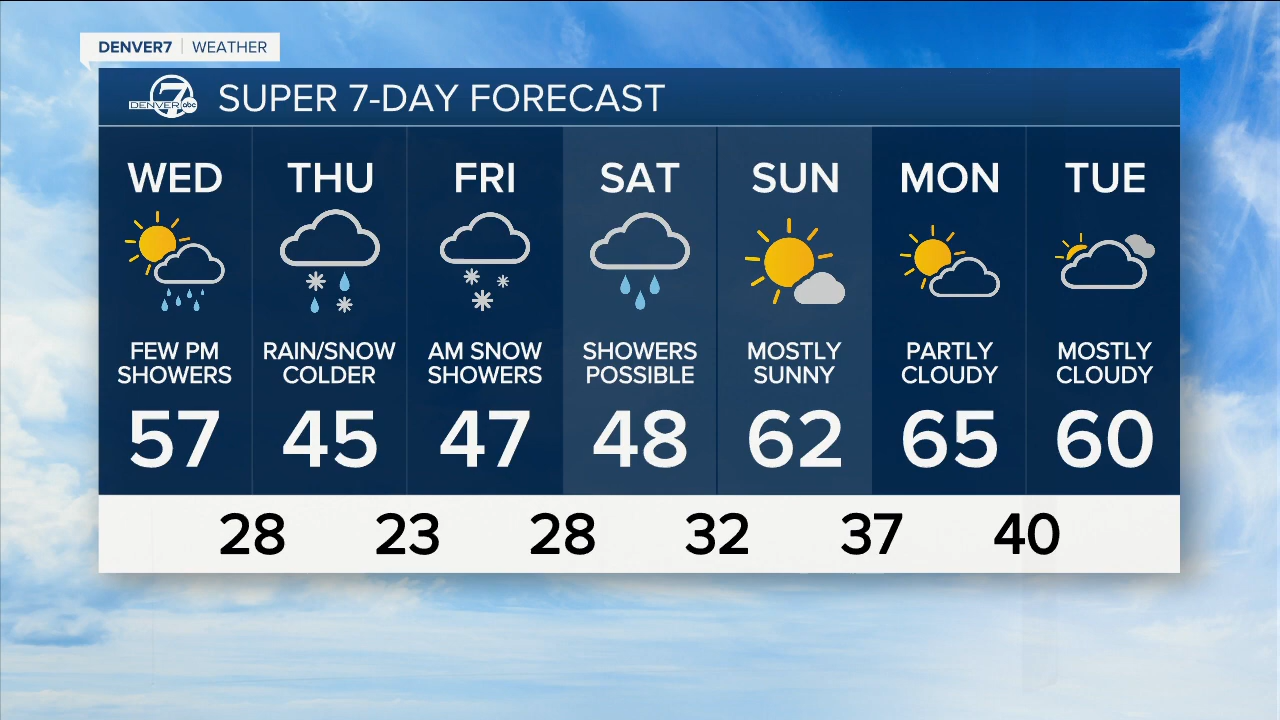 DENVER7 | WEATHER
DENVER 7 abc
SUPER 7-DAY FORECAST
WED THU FRI SAT SUN MON TUE
FEW PM RAIN/SNOW AM SNOW SHOWERS MOSTLY PARTLY MOSTLY
SHOWERS COLDER SHOWERS POSSIBLE SUNNY CLOUDY CLOUDY
57 45 47 48 62 65 60
28 23 28 32 37 40